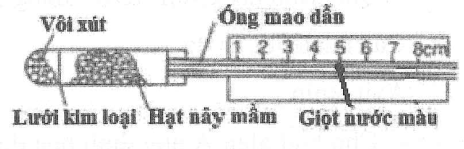 Vôi xút
Ống mao dẫn
1 2 3 4 5 6 7 8cm
Lưới kim loại
Hạt nảy mầm
Giọt nước màu